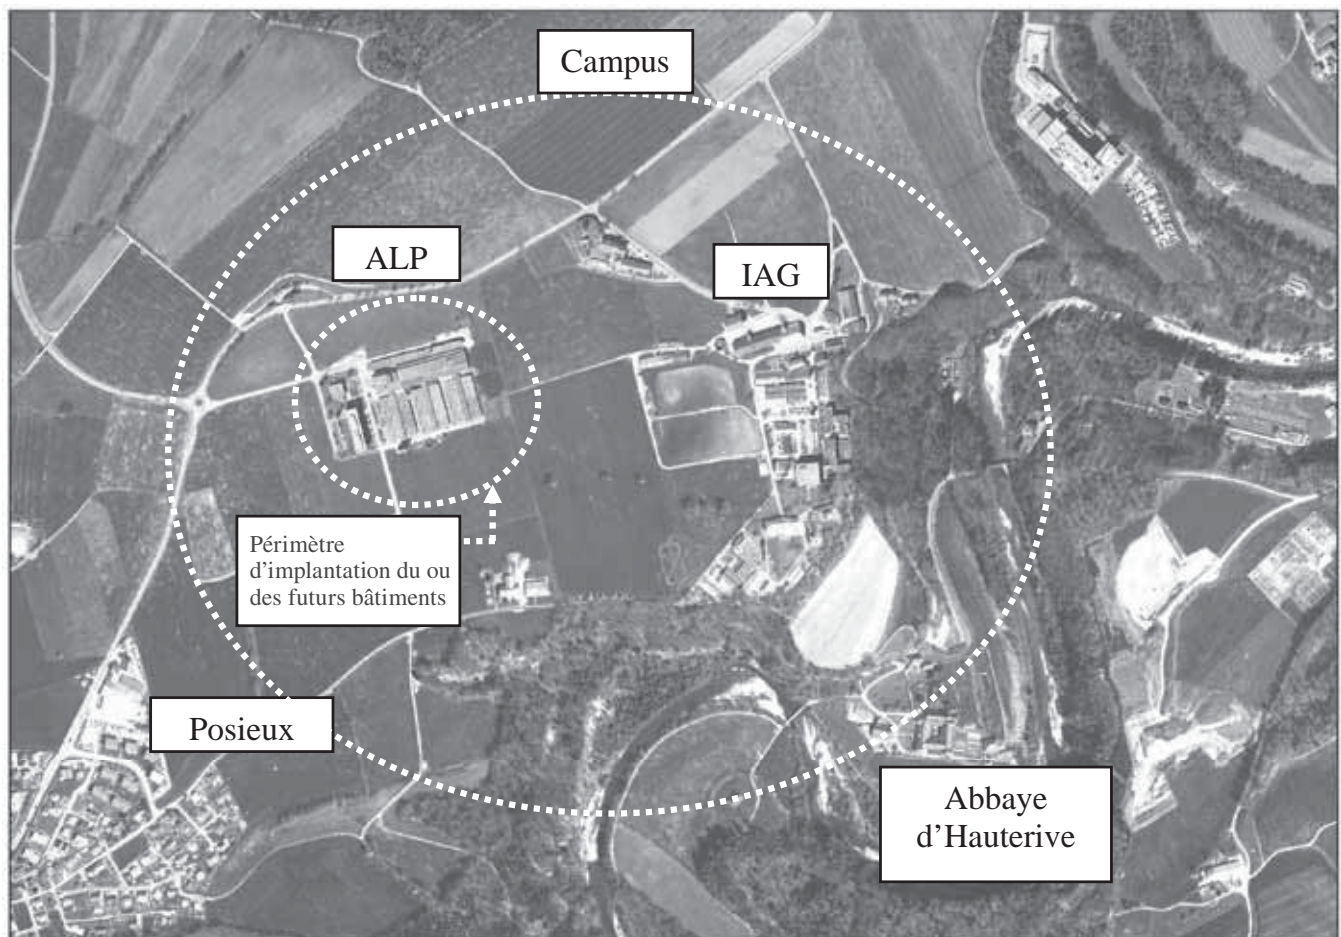 Campus
ALP
IAG
Périmètre
d'implantation du ou
des futurs bâtiments
Posieux
Abbaye
d'Hauterive